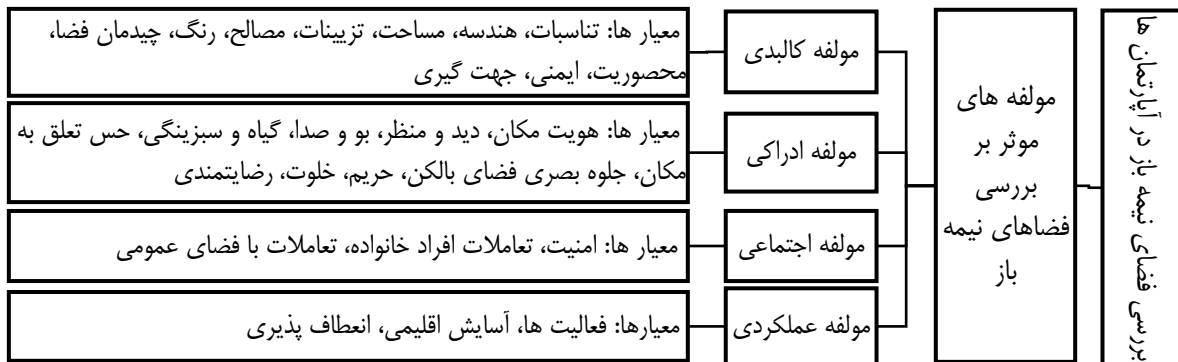 بررسی فضای نیمه باز در آپارتمان ها
مولفه های
موثر بر
بررسی
فضاهای نیمه
باز
مولفه کالبدی
معیار ها: تناسبات، هندسه، مساحت، تزیینات، مصالح، رنگ، چیدمان فضا،
محصوریت، ایمنی، جهت گیری
مولفه ادراکی
معیار ها: هویت مکان، دید و منظر، بو و صدا، گیاه و سبزینگی، حس تعلق به
مکان، جلوه بصری فضای بالکن، حریم، خلوت، رضایتمندی
مولفه اجتماعی
معیار ها: امنیت، تعاملات افراد خانواده، تعاملات با فضای عمومی
مولفه عملکردی
معیارها: فعالیت ها، آسایش اقلیمی، انعطاف پذیری